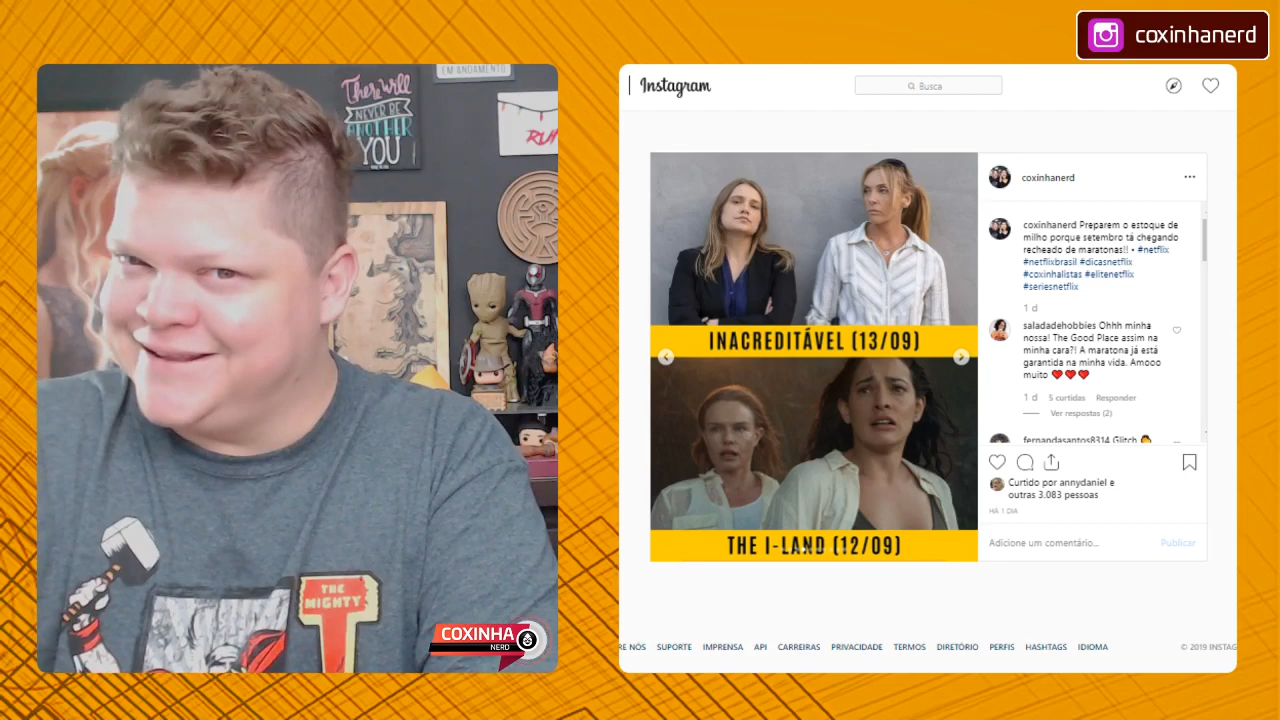 coxinhanerd
There will
NEVER BE
ANOTHER
YOU
EM ANDAMENTO
RUN
THE
MIGHTY
T
COXINHA
NERD
Instagram
Busca
INACREDITÁVEL (13/09)
THE I-LAND (12/09)
coxinhanerd
coxinhanerd Preparem o estoque de
milho porque setembro tá chegando
recheado de maratonas!! • #netflix
#netflixbrasil #dicasnetflix
#coxinhalistas #elitenetflix
#seriesnetflix
1 d
saladadehobbies Ohhh minha
nossa! The Good Place assim na
minha cara?! A maratona já está
garantida na minha vida. Amooo
muito ❤️❤️❤️
1 d 5 curtidas Responder
Ver respostas (2)
fernandasantos8314 Glitch
Curtido por annydaniel e
outras 3.083 pessoas
HÁ 1 DIA
Adicione um comentário... Publicar
RE NÓS SUPORTE IMPRENSA API CARREIRAS PRIVACIDADE TERMOS DIRETÓRIO PERFIS HASHTAGS IDIOMA © 2019 INSTAG